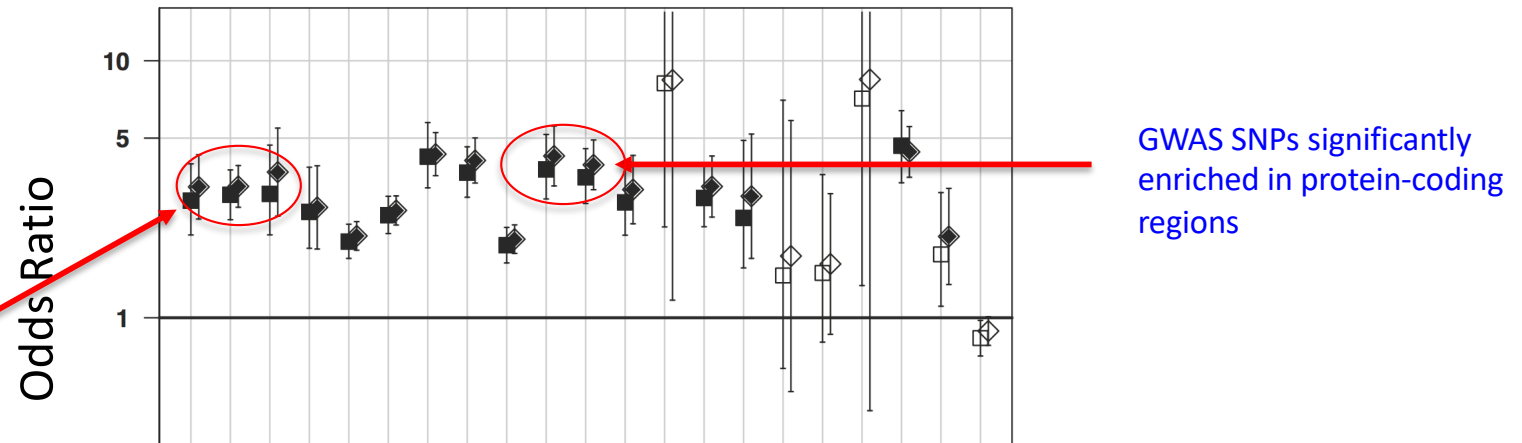 10
5
1
Odds Ratio
GWAS SNPs significantly
enriched in protein-coding
regions